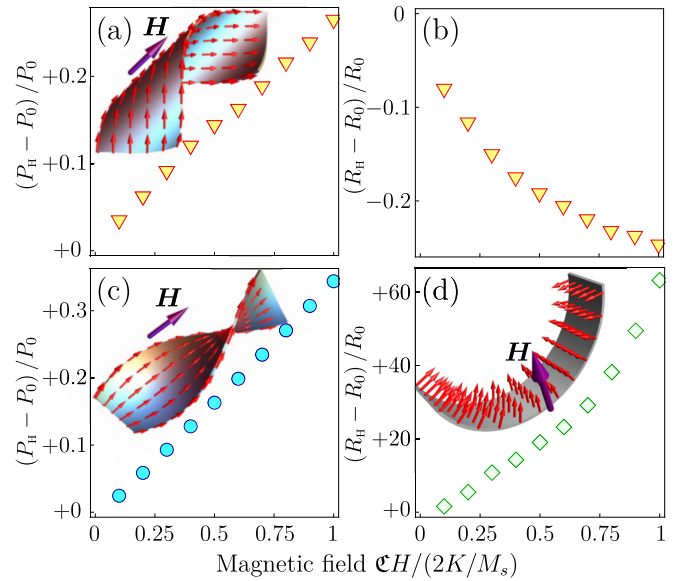 (a)
H
(P_H − P_0)/P_0
+0.2
+0.1
+0
(b)
(R_H − R_0)/R_0
0
−0.1
−0.2
(c)
H
(P_H − P_0)/P_0
+0.3
+0.2
+0.1
+0
0 0.25 0.5 0.75 1
(d)
H
(R_H − R_0)/R_0
+60
+40
+20
+0
0 0.25 0.5 0.75 1
Magnetic field ℭH/(2K/M_s)